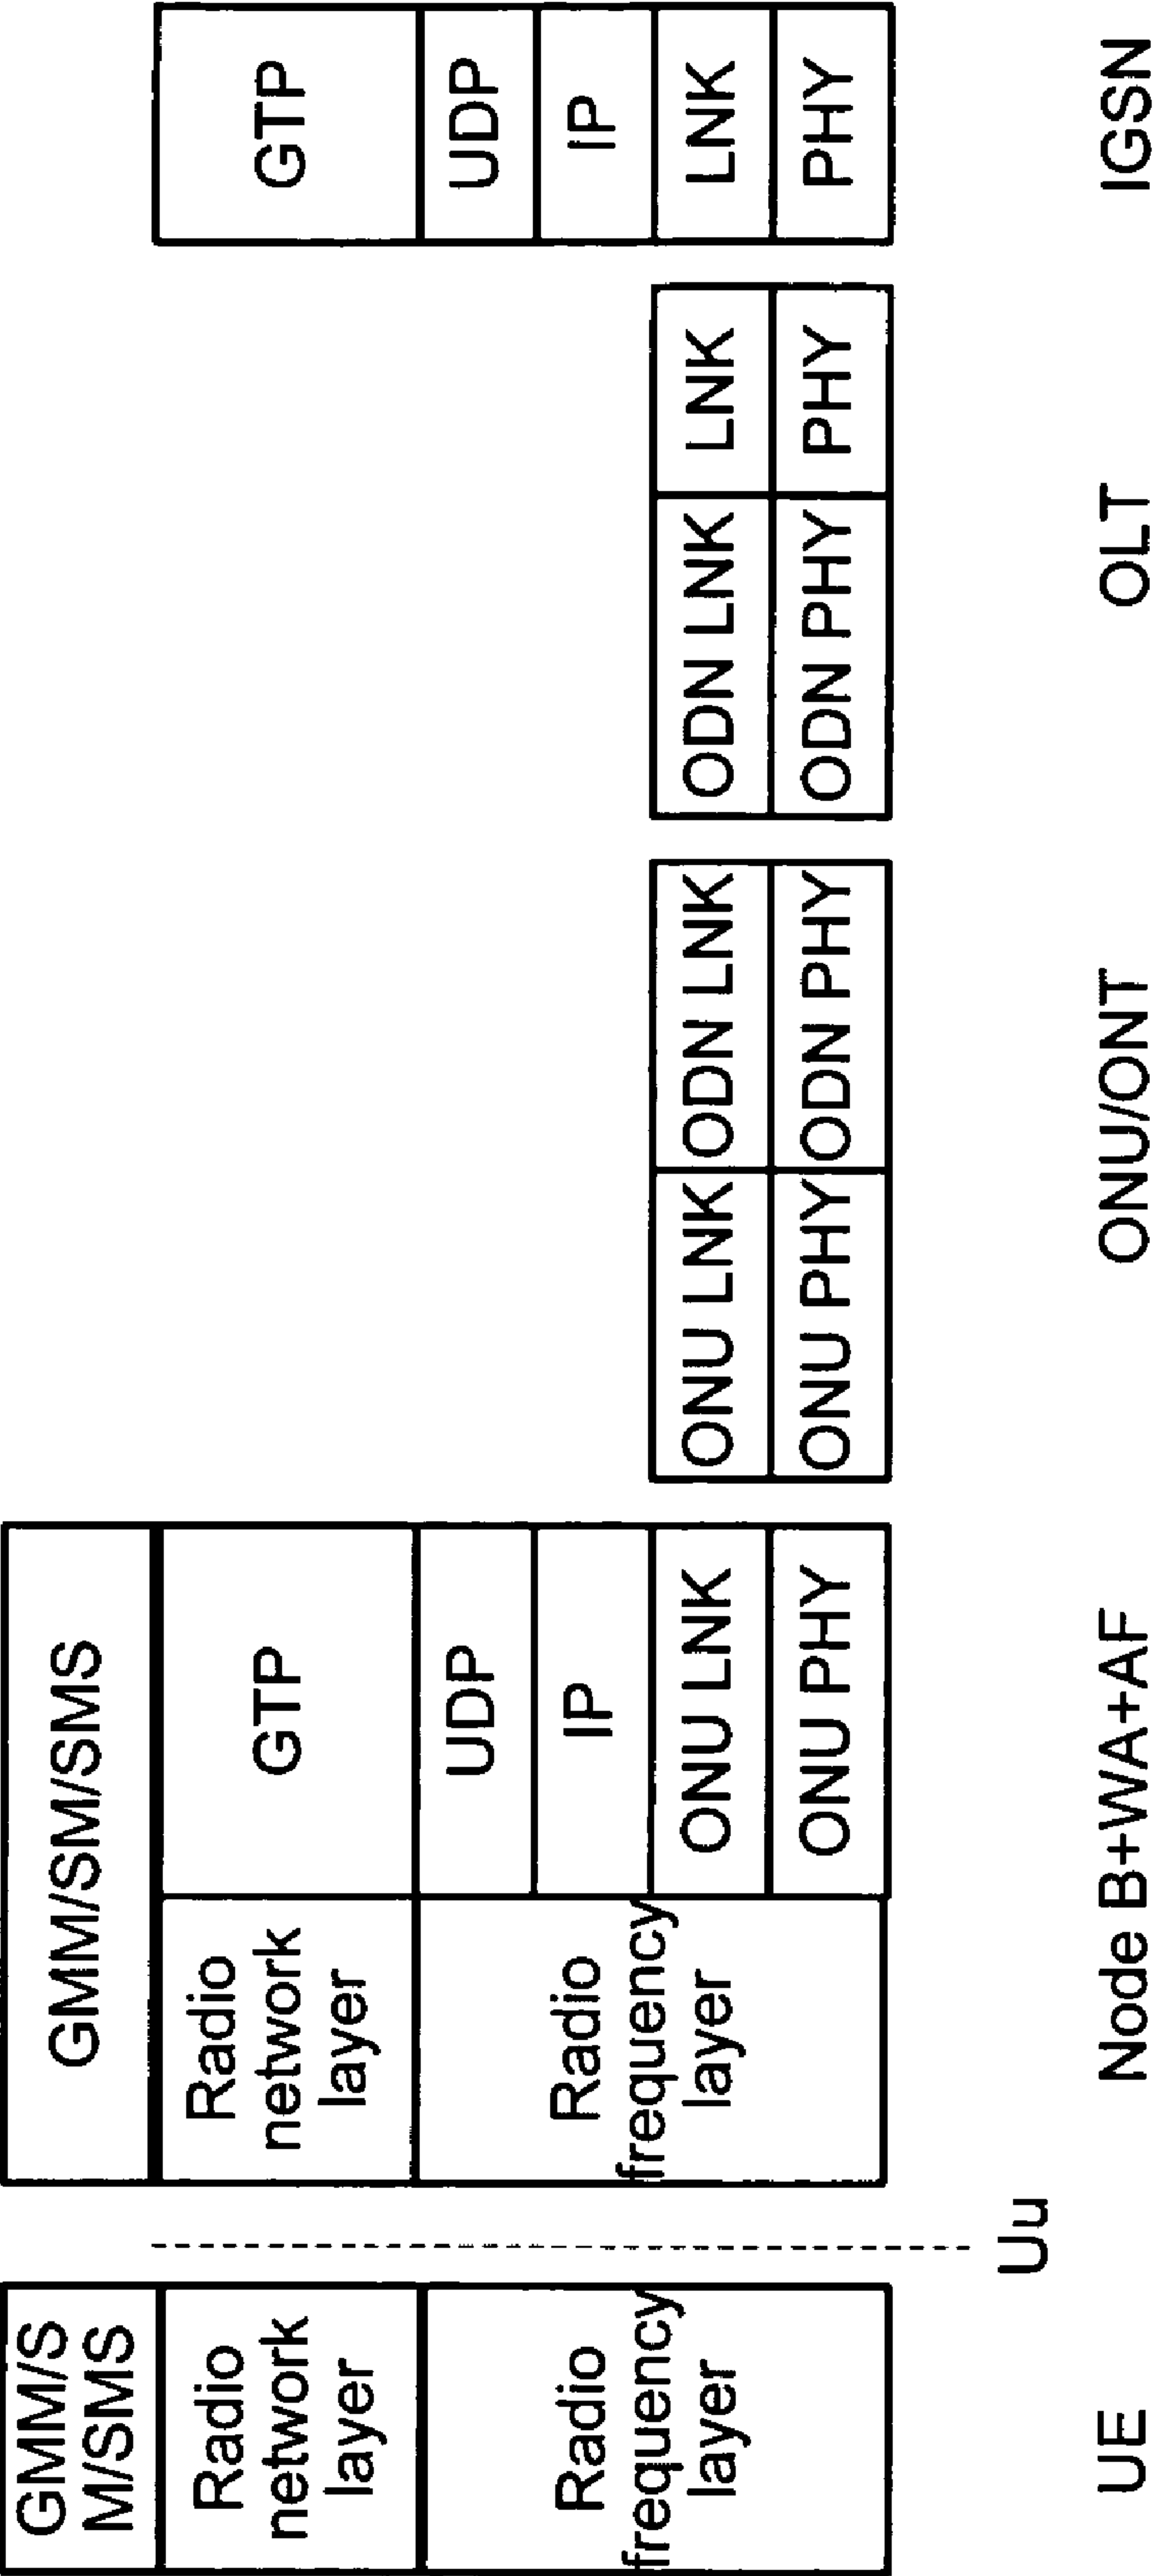 GMM/S
M/SMS
Radio
network
layer
Radio
frequency
layer
UE
Uu
GMM/SM/SMS
Radio
network
layer
Radio
frequency
layer
GTP
UDP
IP
ONU LNK
ONU PHY
Node B+WA+AF
ONU LNK
ODN LNK
ONU PHY
ODN PHY
ONU/ONT
ODN LNK
LNK
ODN PHY
PHY
OLT
GTP
UDP
IP
LNK
PHY
IGSN